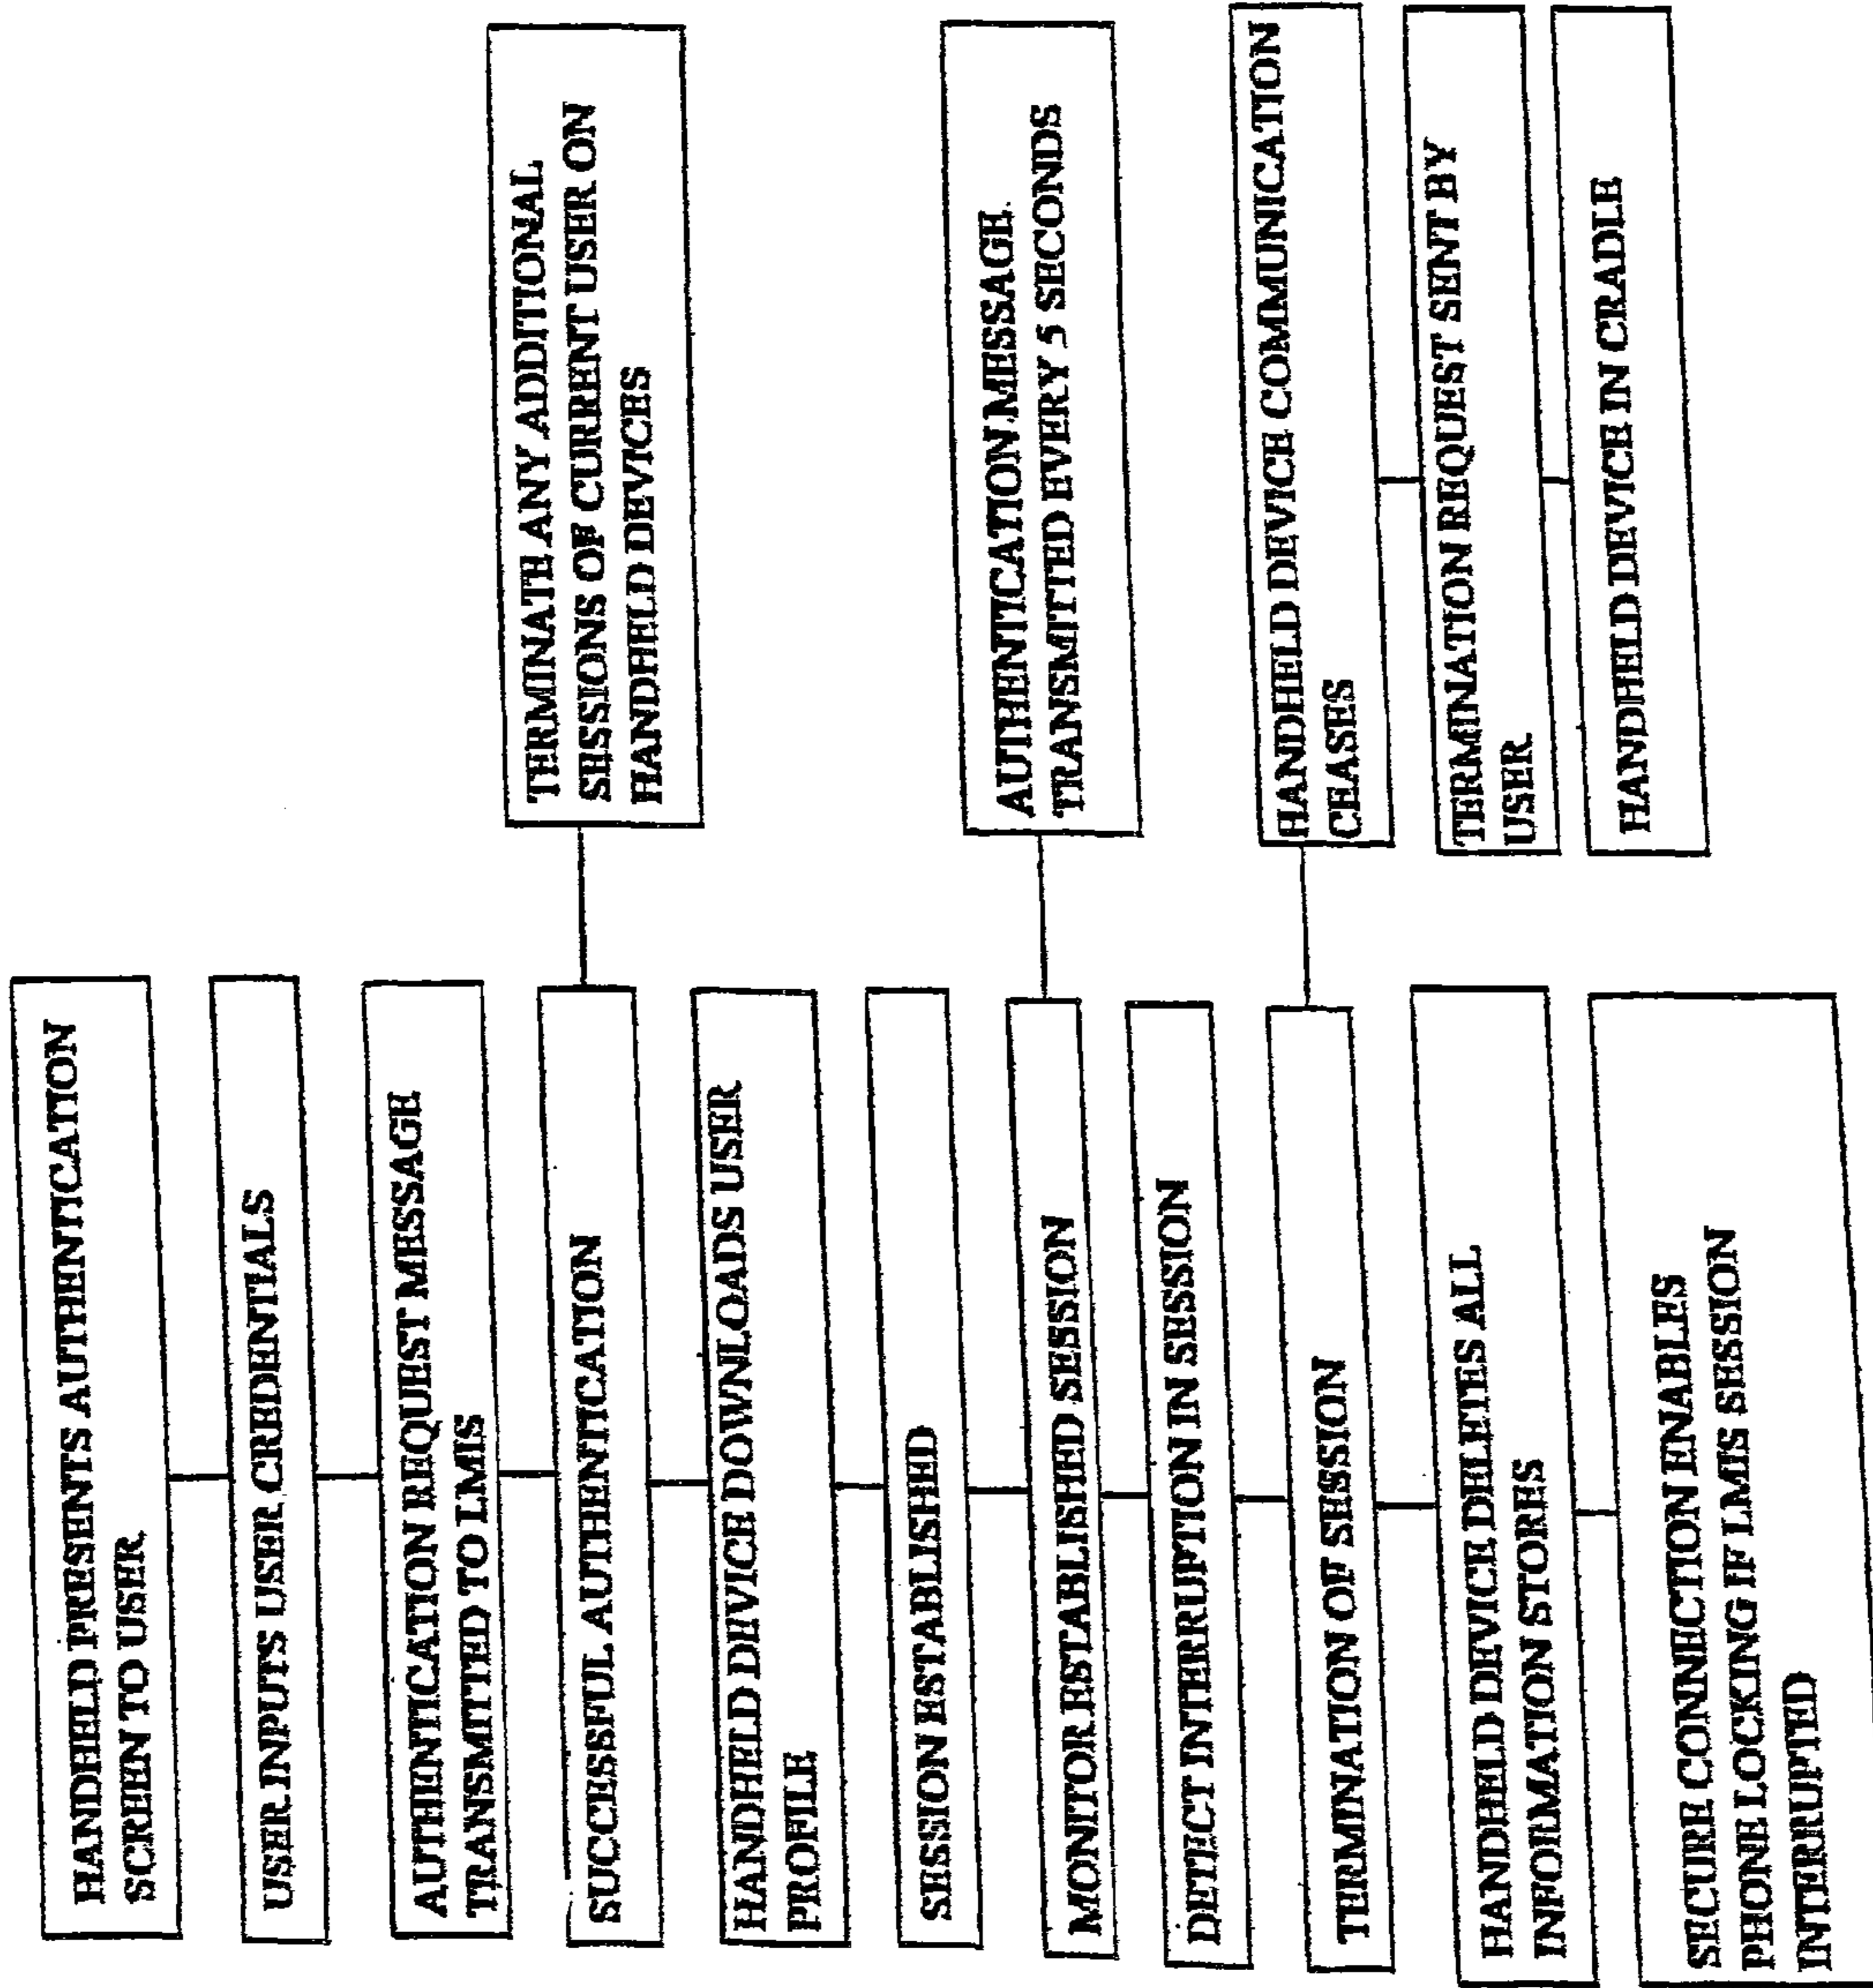 HANDHELD PRESENTS AUTHENTICATION
SCREEN TO USER
USER INPUTS USER CREDENTIALS
AUTHENTICATION REQUEST MESSAGE
TRANSMITTED TO LMIS
SUCCESSFUL AUTHENTICATION
TERMINATE ANY ADDITIONAL
SESSIONS OF CURRENT USER ON
HANDHELD DEVICES
HANDHELD DEVICE DOWNLOADS USER
PROFILE
SESSION ESTABLISHED
MONITOR ESTABLISHED SESSION
AUTHENTICATION MESSAGE
TRANSMITTED EVERY 5 SECONDS
DETECT INTERRUPTION IN SESSION
TERMINATION OF SESSION
HANDHELD DEVICE COMMUNICATION
CEASES
TERMINATION REQUEST SENT BY
USER
HANDHELD DEVICE IN CRADLE
HANDHELD DEVICE DELETES ALL
INFORMATION STORES
SECURE CONNECTION ENABLES
PHONE LOCKING IF LMIS SESSION
INTERRUPTED